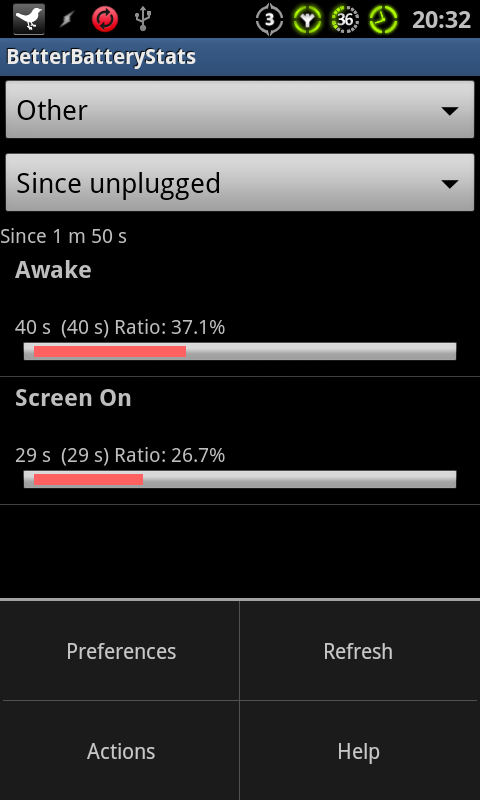 3 36 20:32
BetterBatteryStats
Other
Since unplugged
Since 1 m 50 s
Awake
40 s  (40 s) Ratio: 37.1%
Screen On
29 s  (29 s) Ratio: 26.7%
Preferences Refresh
Actions Help